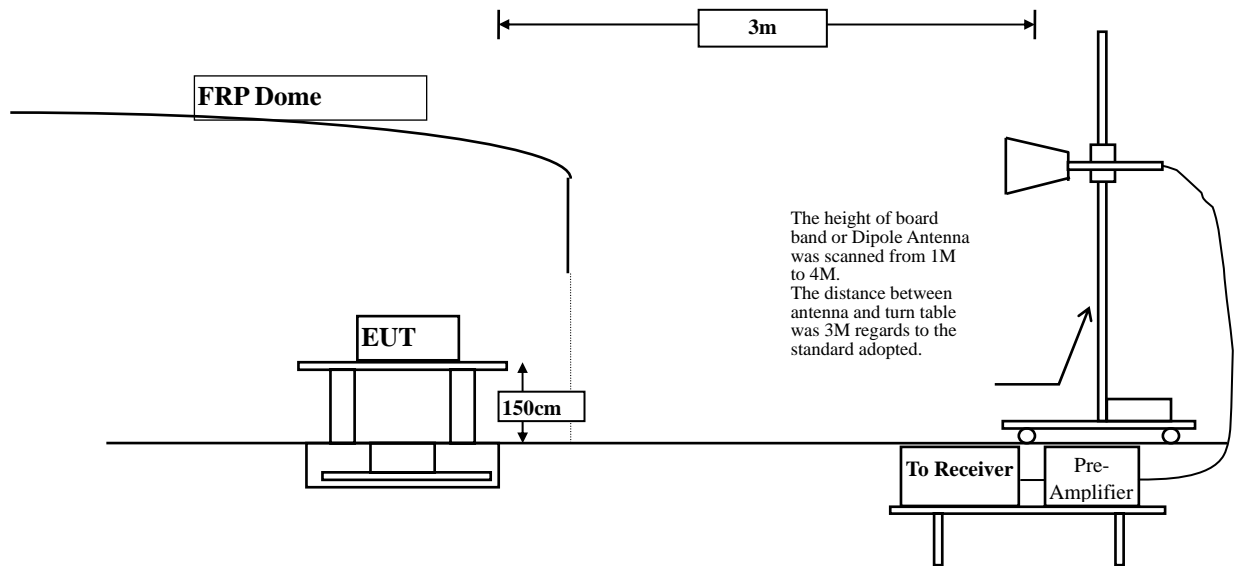 3m
FRP Dome
The height of board
band or Dipole Antenna
was scanned from 1M
to 4M.
The distance between
antenna and turn table
was 3M regards to the
standard adopted.
EUT
150cm
To Receiver
Pre-
Amplifier